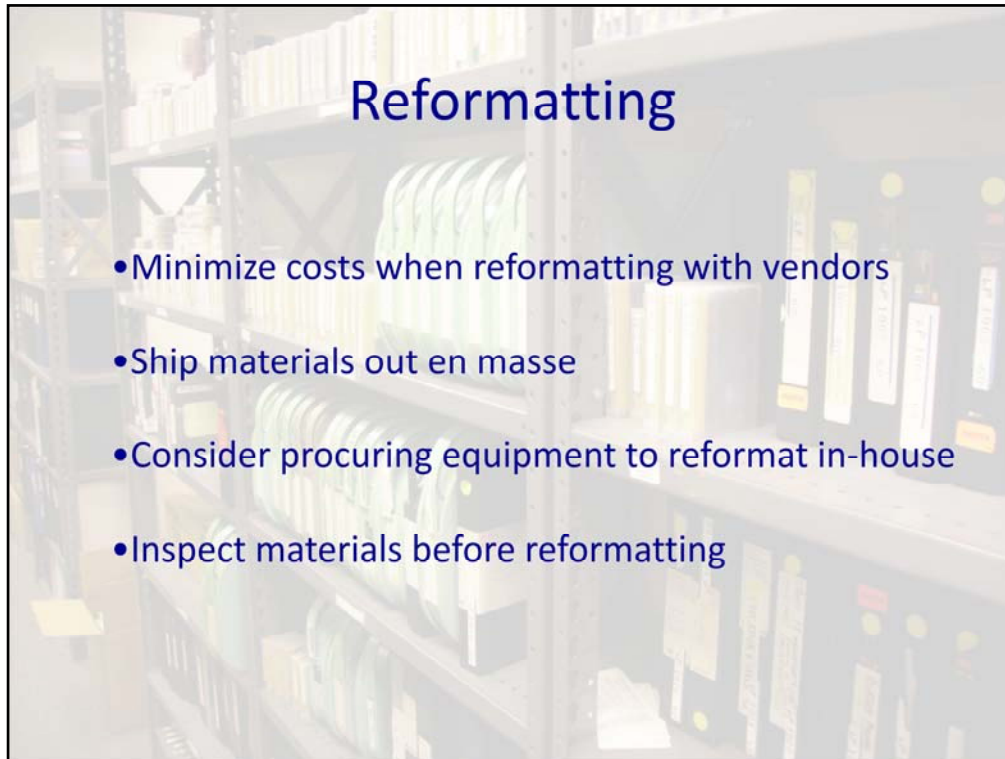 Reformatting
•Minimize costs when reformatting with vendors
•Ship materials out en masse
•Consider procuring equipment to reformat in-house
•Inspect materials before reformatting